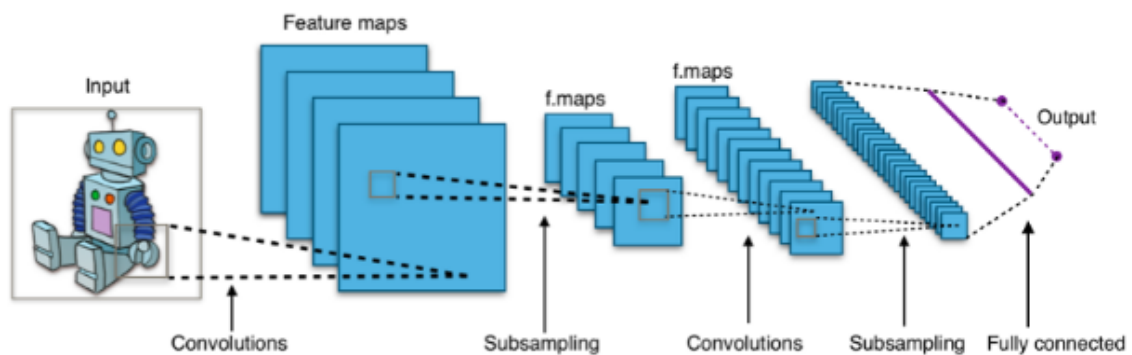 Feature maps
Input
f.maps
f.maps
Output
Convolutions
Subsampling
Convolutions
Subsampling
Fully connected